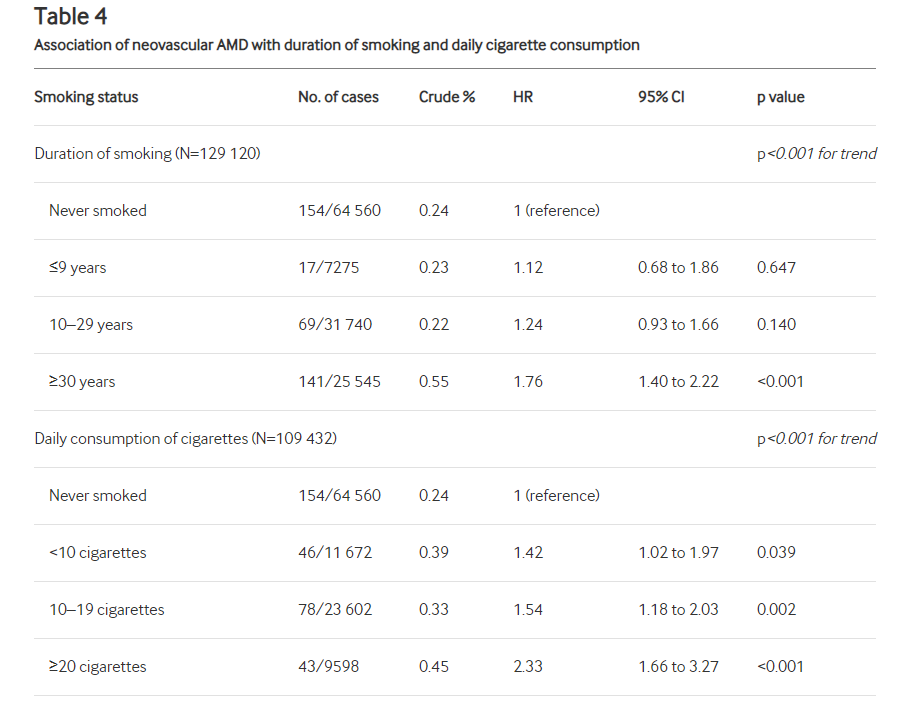 Table 4
Association of neovascular AMD with duration of smoking and daily cigarette consumption
Smoking status No. of cases Crude % HR 95% CI p value
Duration of smoking (N=129 120) p<0.001 for trend
Never smoked 154/64 560 0.24 1 (reference)
≤9 years 17/7275 0.23 1.12 0.68 to 1.86 0.647
10–29 years 69/31 740 0.22 1.24 0.93 to 1.66 0.140
≥30 years 141/25 545 0.55 1.76 1.40 to 2.22 <0.001
Daily consumption of cigarettes (N=109 432) p<0.001 for trend
Never smoked 154/64 560 0.24 1 (reference)
<10 cigarettes 46/11 672 0.39 1.42 1.02 to 1.97 0.039
10–19 cigarettes 78/23 602 0.33 1.54 1.18 to 2.03 0.002
≥20 cigarettes 43/9598 0.45 2.33 1.66 to 3.27 <0.001